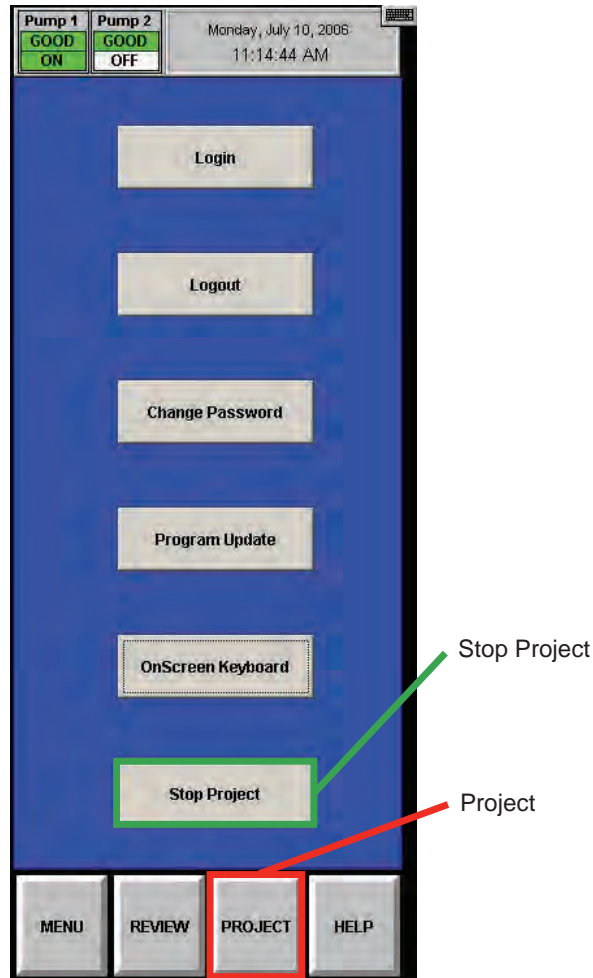 Pump 1 Pump 2
GOOD GOOD
ON OFF
Monday, July 10, 2006
11:14:44 AM
Login
Logout
Change Password
Program Update
OnScreen Keyboard
Stop Project
Stop Project
Project
MENU REVIEW PROJECT HELP